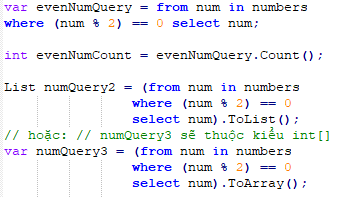 var evenNumQuery = from num in numbers
where (num % 2) == 0 select num;
int evenNumCount = evenNumQuery.Count();
List numQuery2 = (from num in numbers
where (num % 2) == 0
select num).ToList();
// hoặc: // numQuery3 sẽ thuộc kiểu int[]
var numQuery3 = (from num in numbers
where (num % 2) == 0
select num).ToArray();